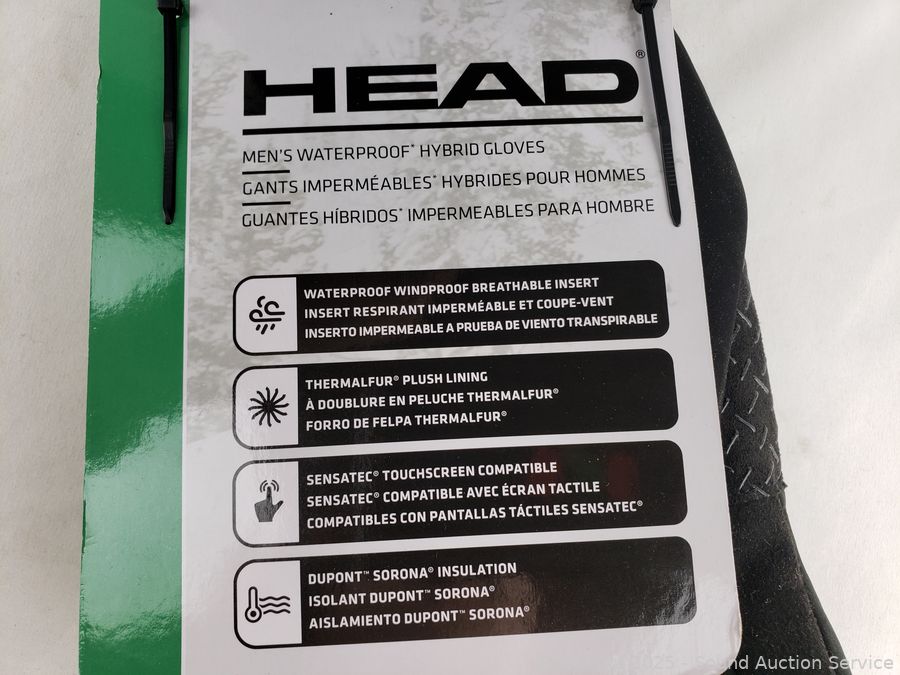 HEAD®
MEN'S WATERPROOF* HYBRID GLOVES
GANTS IMPERMÉABLES* HYBRIDES POUR HOMMES
GUANTES HÍBRIDOS* IMPERMEABLES PARA HOMBRE
WATERPROOF WINDPROOF BREATHABLE INSERT
INSERT RESPIRANT IMPERMÉABLE ET COUPE-VENT
INSERTO IMPERMEABLE A PRUEBA DE VIENTO TRANSPIRABLE
THERMALFUR® PLUSH LINING
À DOUBLURE EN PELUCHE THERMALFUR®
FORRO DE FELPA THERMALFUR®
SENSATEC® TOUCHSCREEN COMPATIBLE
SENSATEC® COMPATIBLE AVEC ÉCRAN TACTILE
COMPATIBLES CON PANTALLAS TÁCTILES SENSATEC®
DUPONT™ SORONA® INSULATION
ISOLANT DUPONT™ SORONA®
AISLAMIENTO DUPONT™ SORONA®
2025 - Sound Auction Service